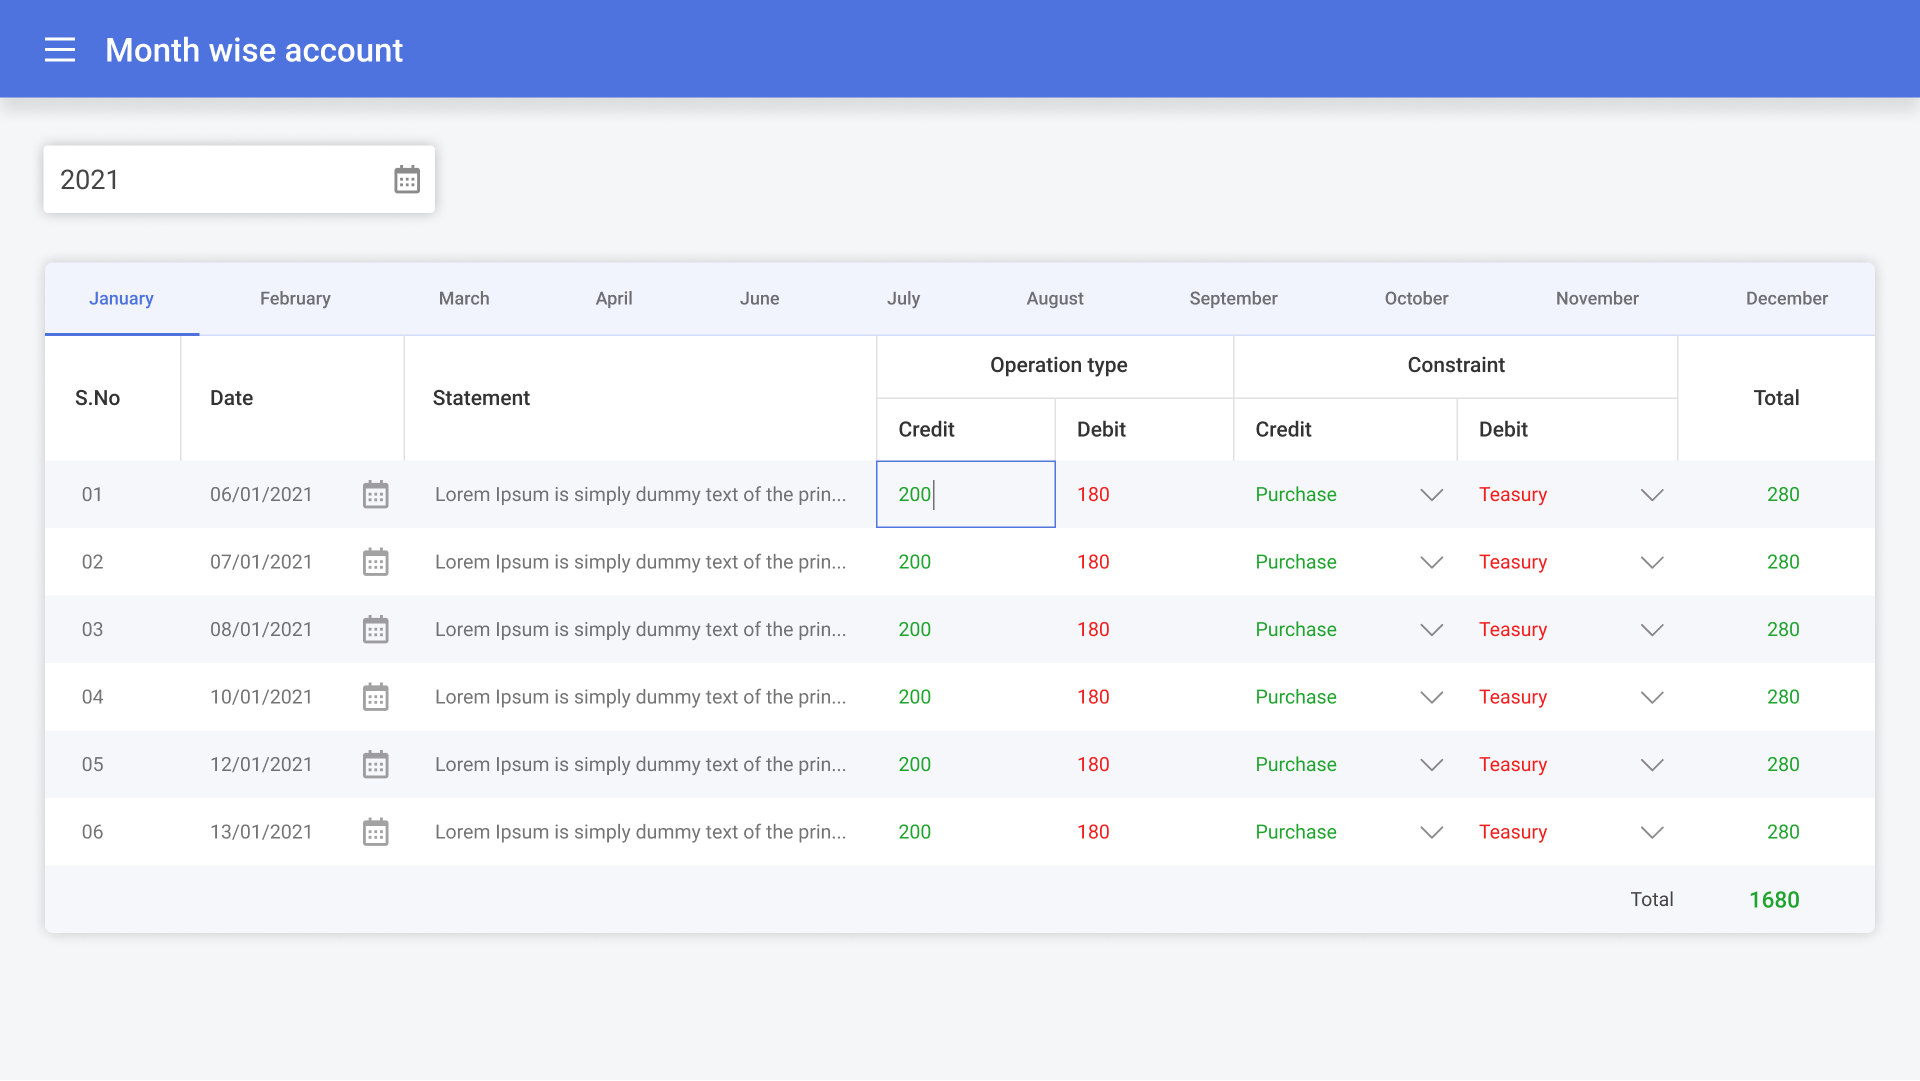 Month wise account
2021
January February March April June July August September October November December
S.No Date Statement Operation type Constraint Total
Credit Debit Credit Debit
01 06/01/2021 Lorem Ipsum is simply dummy text of the prin... 200 180 Purchase Teasury 280
02 07/01/2021 Lorem Ipsum is simply dummy text of the prin... 200 180 Purchase Teasury 280
03 08/01/2021 Lorem Ipsum is simply dummy text of the prin... 200 180 Purchase Teasury 280
04 10/01/2021 Lorem Ipsum is simply dummy text of the prin... 200 180 Purchase Teasury 280
05 12/01/2021 Lorem Ipsum is simply dummy text of the prin... 200 180 Purchase Teasury 280
06 13/01/2021 Lorem Ipsum is simply dummy text of the prin... 200 180 Purchase Teasury 280
Total 1680